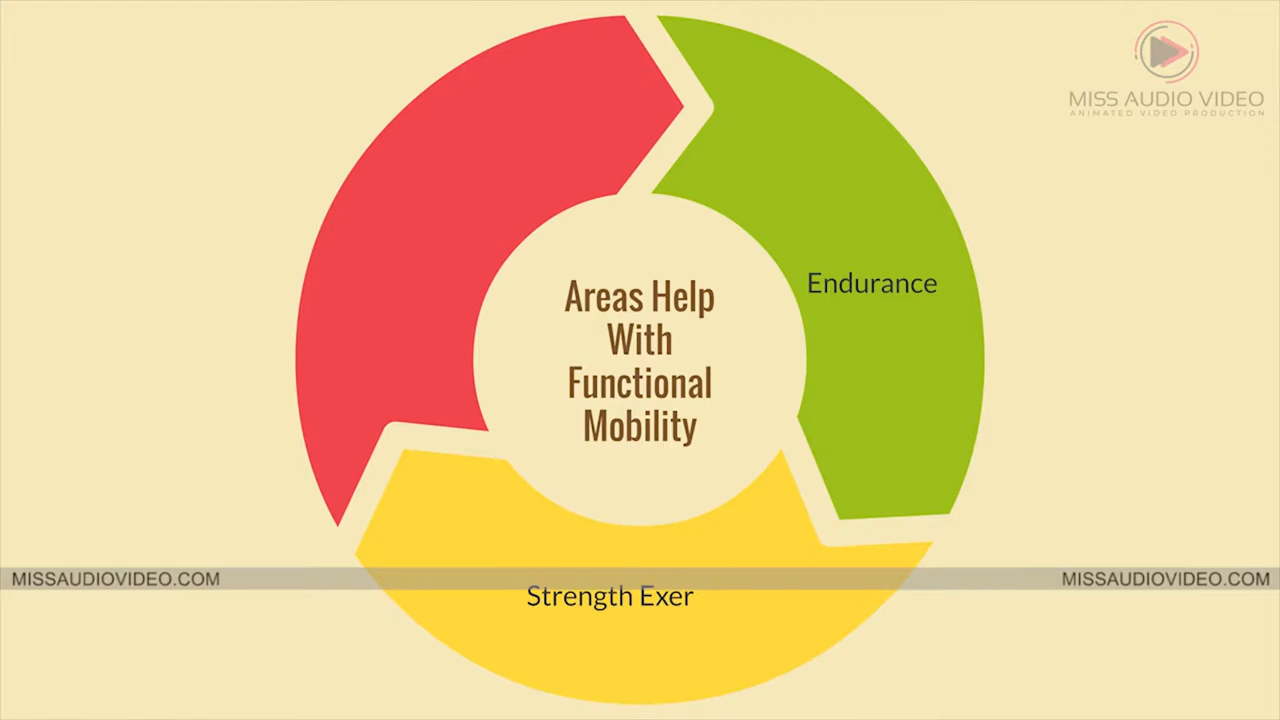 MISS AUDIO VIDEO
ANIMATED VIDEO PRODUCTION
Endurance
Areas Help
With
Functional
Mobility
MISSAUDIOVIDEO.COM
MISSAUDIOVIDEO.COM
Strength Exer